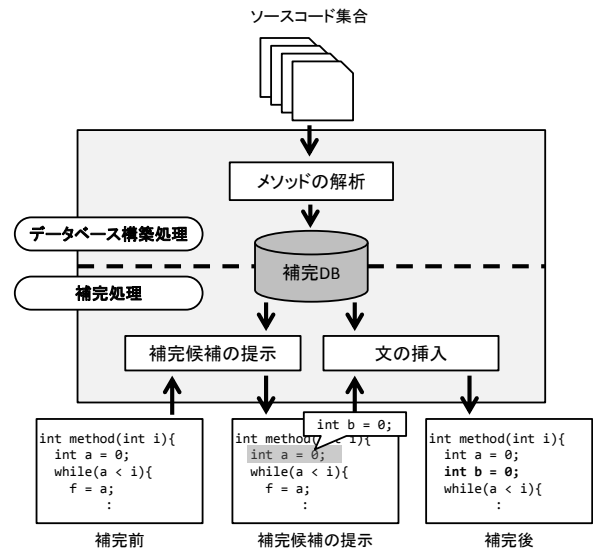 ソースコード集合
メソッドの解析
データベース構築処理
補完DB
補完処理
補完候補の提示
文の挿入
int method(int i){
int a = 0;
while(a < i){
f = a;
:
補完前
int b = 0;
int method(int i){
int a = 0;
while(a < i){
f = a;
:
補完候補の提示
int method(int i){
int a = 0;
int b = 0;
while(a < i){
:
補完後